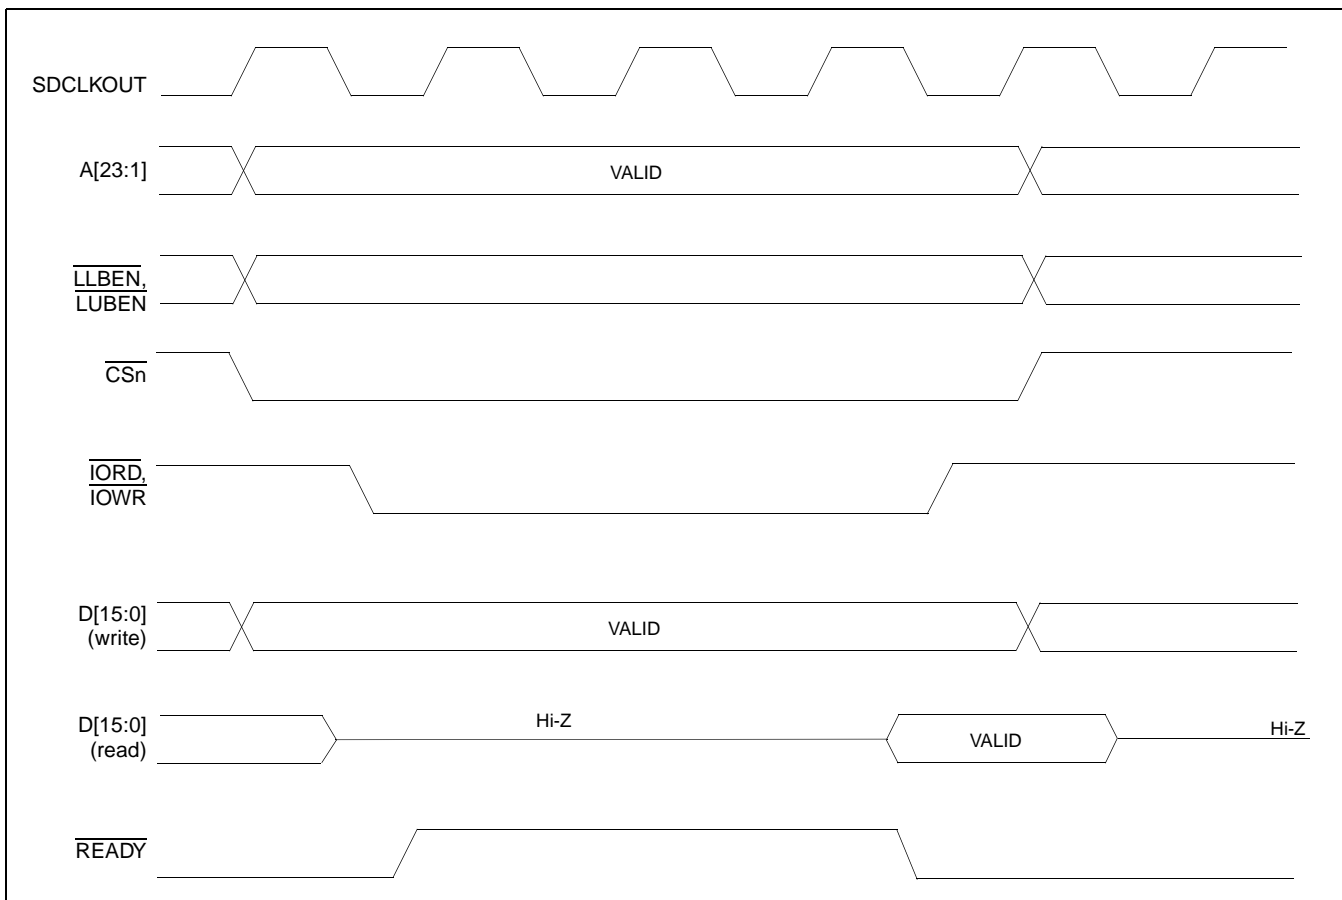 SDCLKOUT
A[23:1]
VALID
LLBEN,
LUBEN
CSn
IORD,
IOWR
D[15:0]
(write)
VALID
D[15:0]
(read)
Hi-Z
VALID
Hi-Z
READY